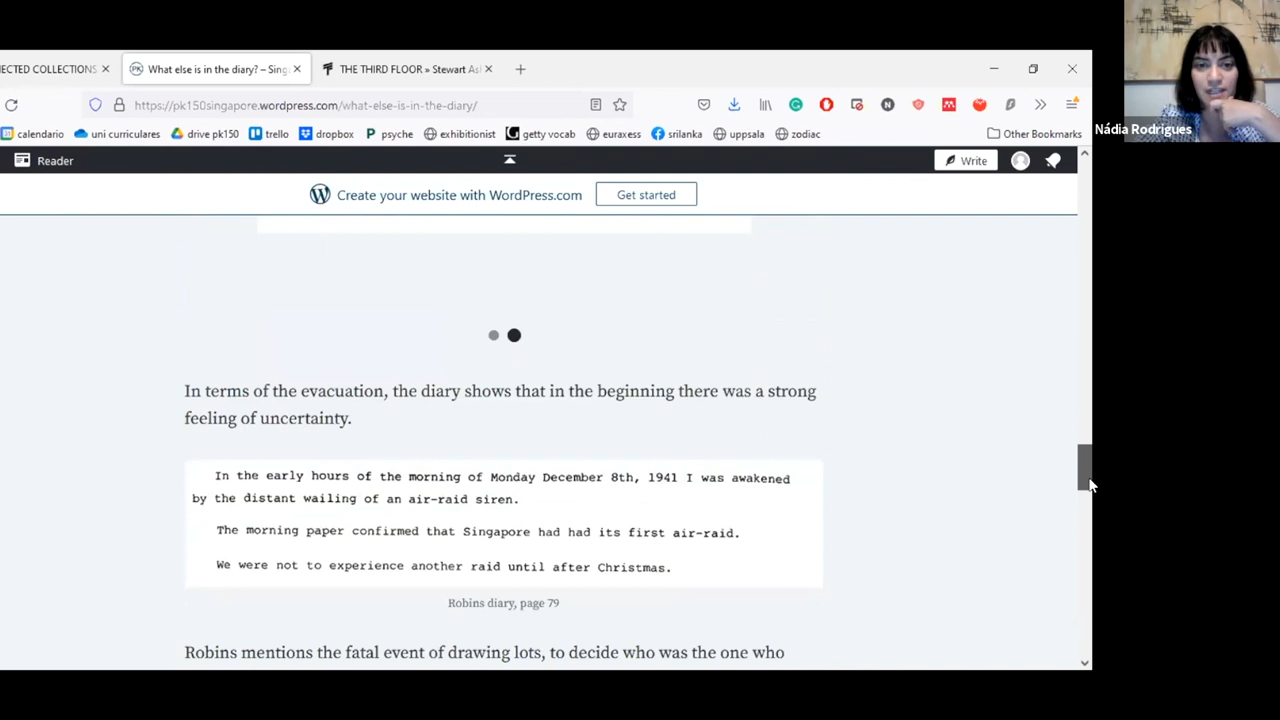 ECTED COLLECTIONS
What else is in the diary? – Sing
THE THIRD FLOOR » Stewart Asl
https://pk150singapore.wordpress.com/what-else-is-in-the-diary/
calendario
uni curriculares
drive pk150
trello
dropbox
psyche
exhibitionist
getty vocab
euraxess
srilanka
uppsala
zodiac
Other Bookmarks
Nádia Rodrigues
Reader
Write
Create your website with WordPress.com
Get started
In terms of the evacuation, the diary shows that in the beginning there was a strong
feeling of uncertainty.
In the early hours of the morning of Monday December 8th, 1941 I was awakened
by the distant wailing of an air-raid siren.
The morning paper confirmed that Singapore had had its first air-raid.
We were not to experience another raid until after Christmas.
Robins diary, page 79
Robins mentions the fatal event of drawing lots, to decide who was the one who